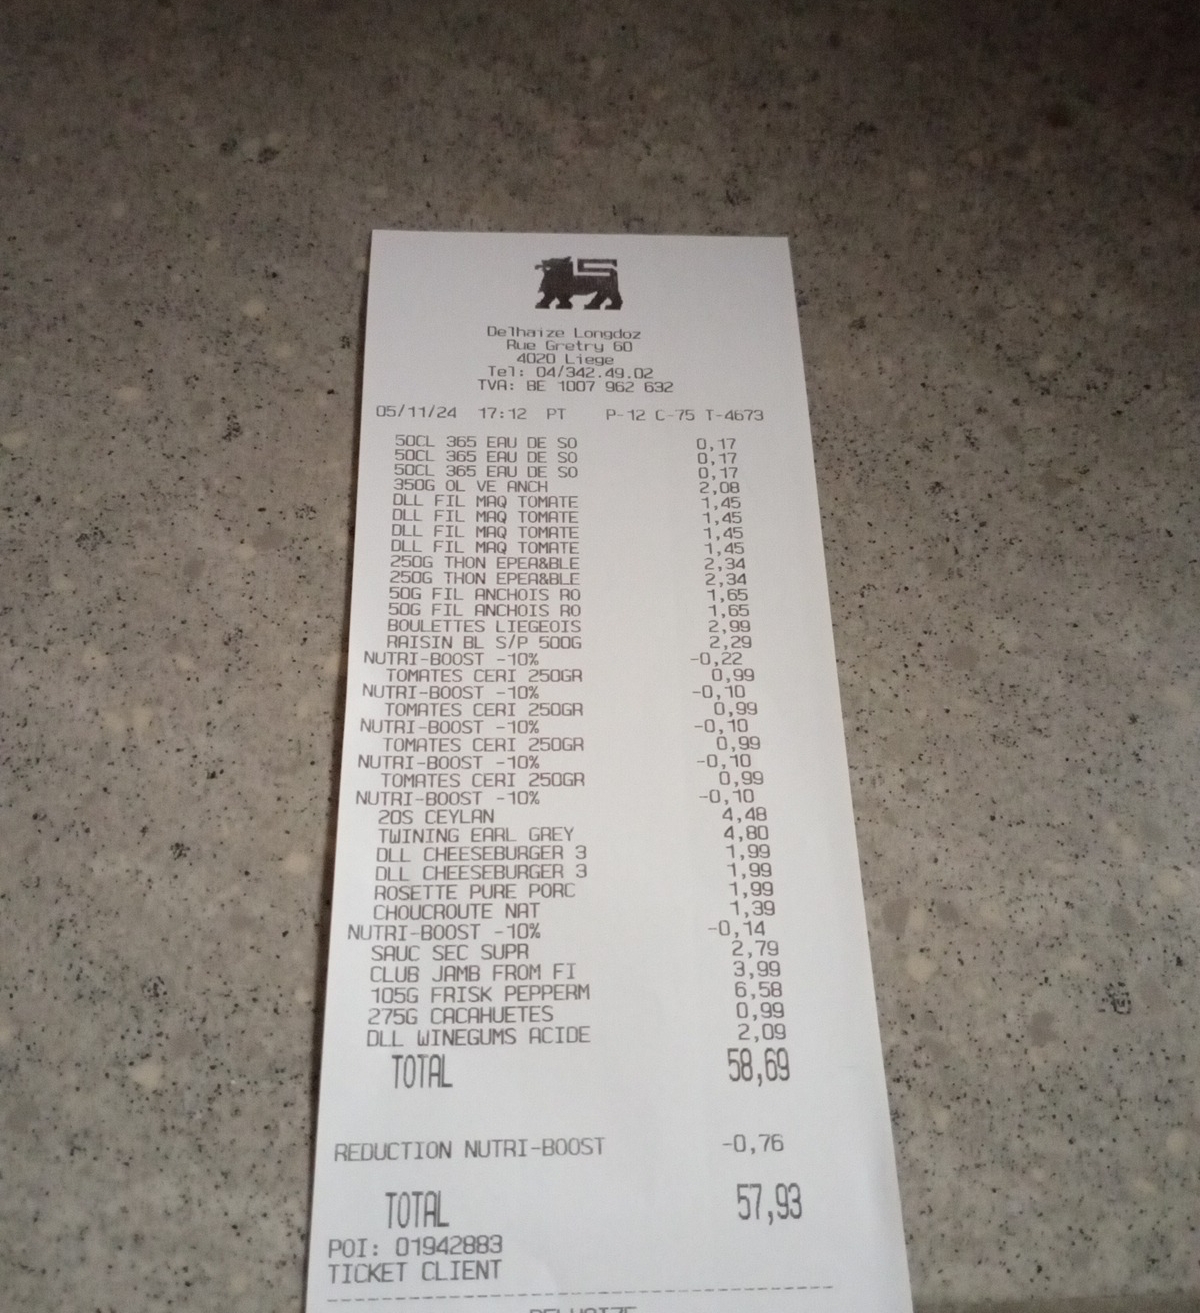 Delhaize Longdoz
Rue Gretry 60
4020 Liege
Tel: 04/342.49.02
TVA: BE 1007 962 632
05/11/24 17:12 PT P-12 C-75 T-4673
50CL 365 EAU DE SO 0,17
50CL 365 EAU DE SO 0,17
50CL 365 EAU DE SO 0,17
350G OL VE ANCH 2,08
DLL FIL MAQ TOMATE 1,45
DLL FIL MAQ TOMATE 1,45
DLL FIL MAQ TOMATE 1,45
DLL FIL MAQ TOMATE 1,45
250G THON EPEA&BLE 2,34
250G THON EPEA&BLE 2,34
50G FIL ANCHOIS RO 1,65
50G FIL ANCHOIS RO 1,65
BOULETTES LIEGEOIS 2,99
RAISIN BL S/P 500G 2,29
NUTRI-BOOST -10% -0,22
TOMATES CERI 250GR 0,99
NUTRI-BOOST -10% -0,10
TOMATES CERI 250GR 0,99
NUTRI-BOOST -10% -0,10
TOMATES CERI 250GR 0,99
NUTRI-BOOST -10% -0,10
TOMATES CERI 250GR 0,99
NUTRI-BOOST -10% -0,10
20S CEYLAN 4,48
TWINING EARL GREY 4,80
DLL CHEESEBURGER 3 1,99
DLL CHEESEBURGER 3 1,99
ROSETTE PURE PORC 1,99
CHOUCROUTE NAT 1,39
NUTRI-BOOST -10% -0,14
SAUC SEC SUPR 2,79
CLUB JAMB FROM FI 3,99
105G FRISK PEPPERM 6,58
275G CACAHUETES 0,99
DLL WINEGUMS ACIDE 2,09
TOTAL 58,69
REDUCTION NUTRI-BOOST -0,76
TOTAL 57,93
POI: 01942883
TICKET CLIENT